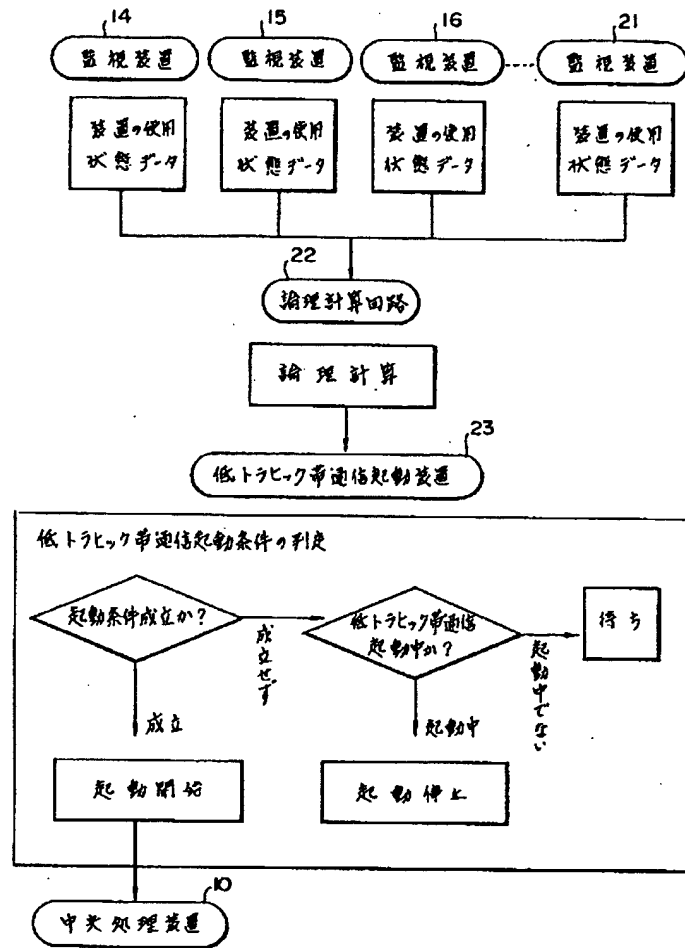 14
15
16
21
監視装置
監視装置
監視装置
監視装置
装置の使用
状態データ
装置の使用
状態データ
装置の使用
状態データ
装置の使用
状態データ
22
論理計算回路
論理計算
23
低トラヒック帯通信起動装置
低トラヒック帯通信起動条件の判定
起動条件成立か?
成立せず
低トラヒック帯通信
起動中か?
起動中でない
待ち
成立
起動中
起動開始
起動停止
10
中央処理装置